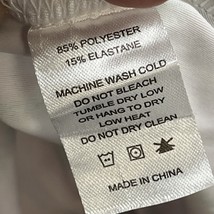 85% POLYESTER
15% ELASTANE
MACHINE WASH COLD
DO NOT BLEACH
TUMBLE DRY LOW
OR HANG TO DRY
LOW HEAT
DO NOT DRY CLEAN
MADE IN CHINA